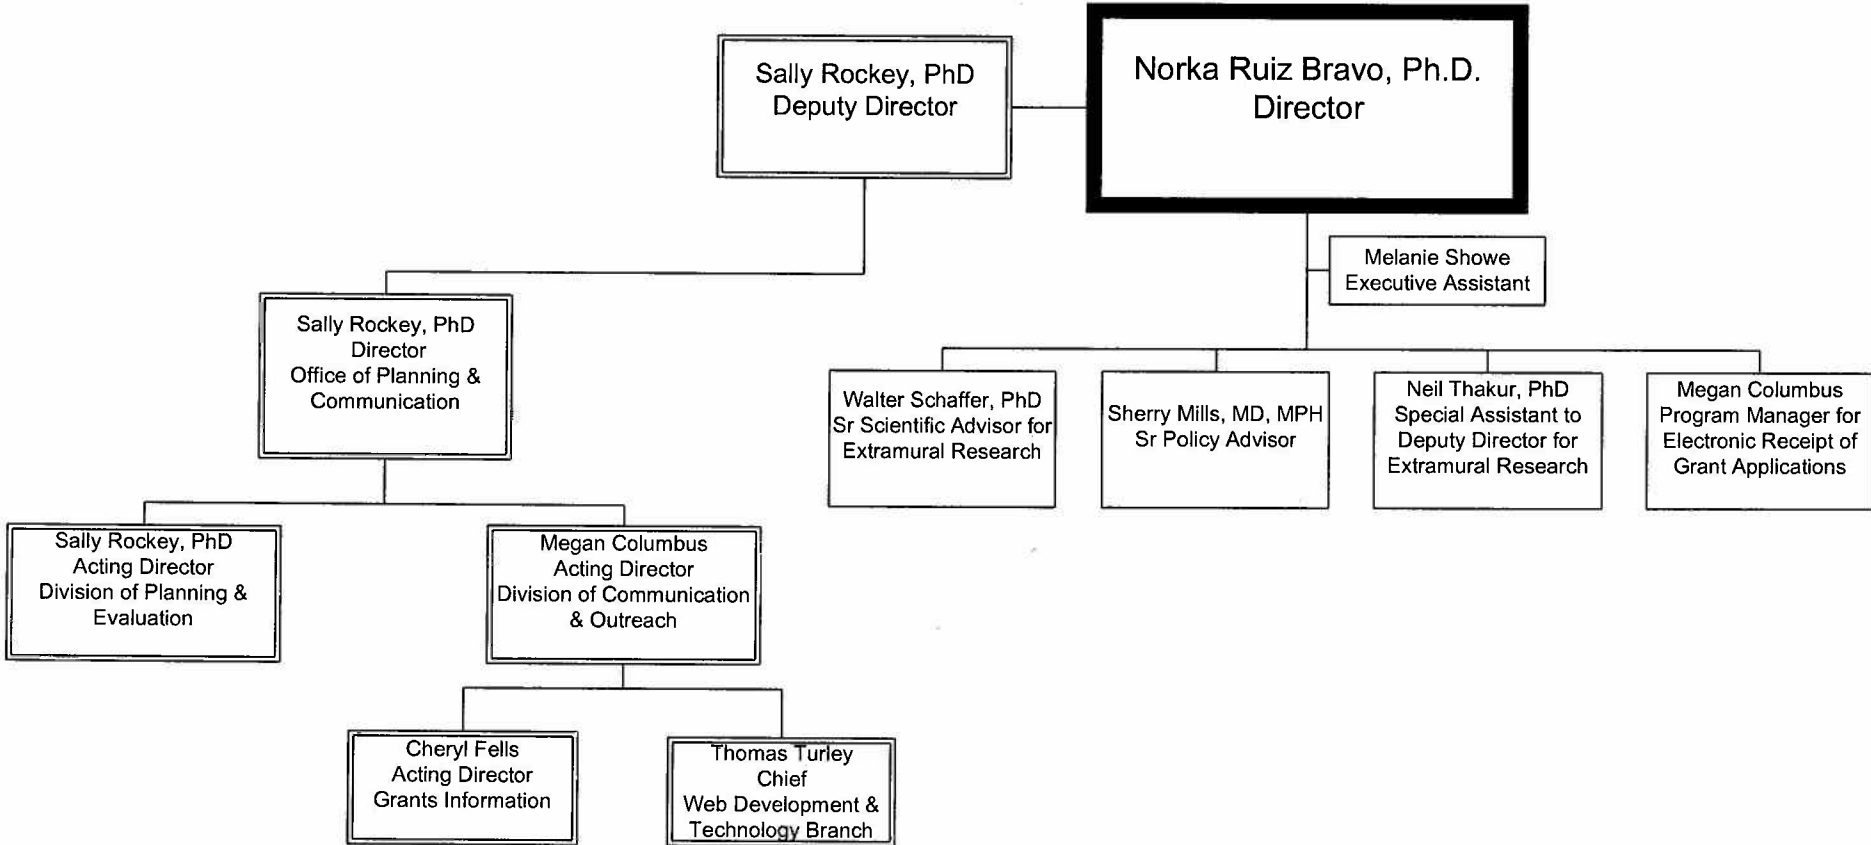 Sally Rockey, PhD
Deputy Director
Norka Ruiz Bravo, Ph.D.
Director
Melanie Showe
Executive Assistant
Sally Rockey, PhD
Director
Office of Planning &
Communication
Walter Schaffer, PhD
Sr Scientific Advisor for
Extramural Research
Sherry Mills, MD, MPH
Sr Policy Advisor
Neil Thakur, PhD
Special Assistant to
Deputy Director for
Extramural Research
Megan Columbus
Program Manager for
Electronic Receipt of
Grant Applications
Sally Rockey, PhD
Acting Director
Division of Planning &
Evaluation
Megan Columbus
Acting Director
Division of Communication
& Outreach
Cheryl Fells
Acting Director
Grants Information
Thomas Turley
Chief
Web Development &
Technology Branch